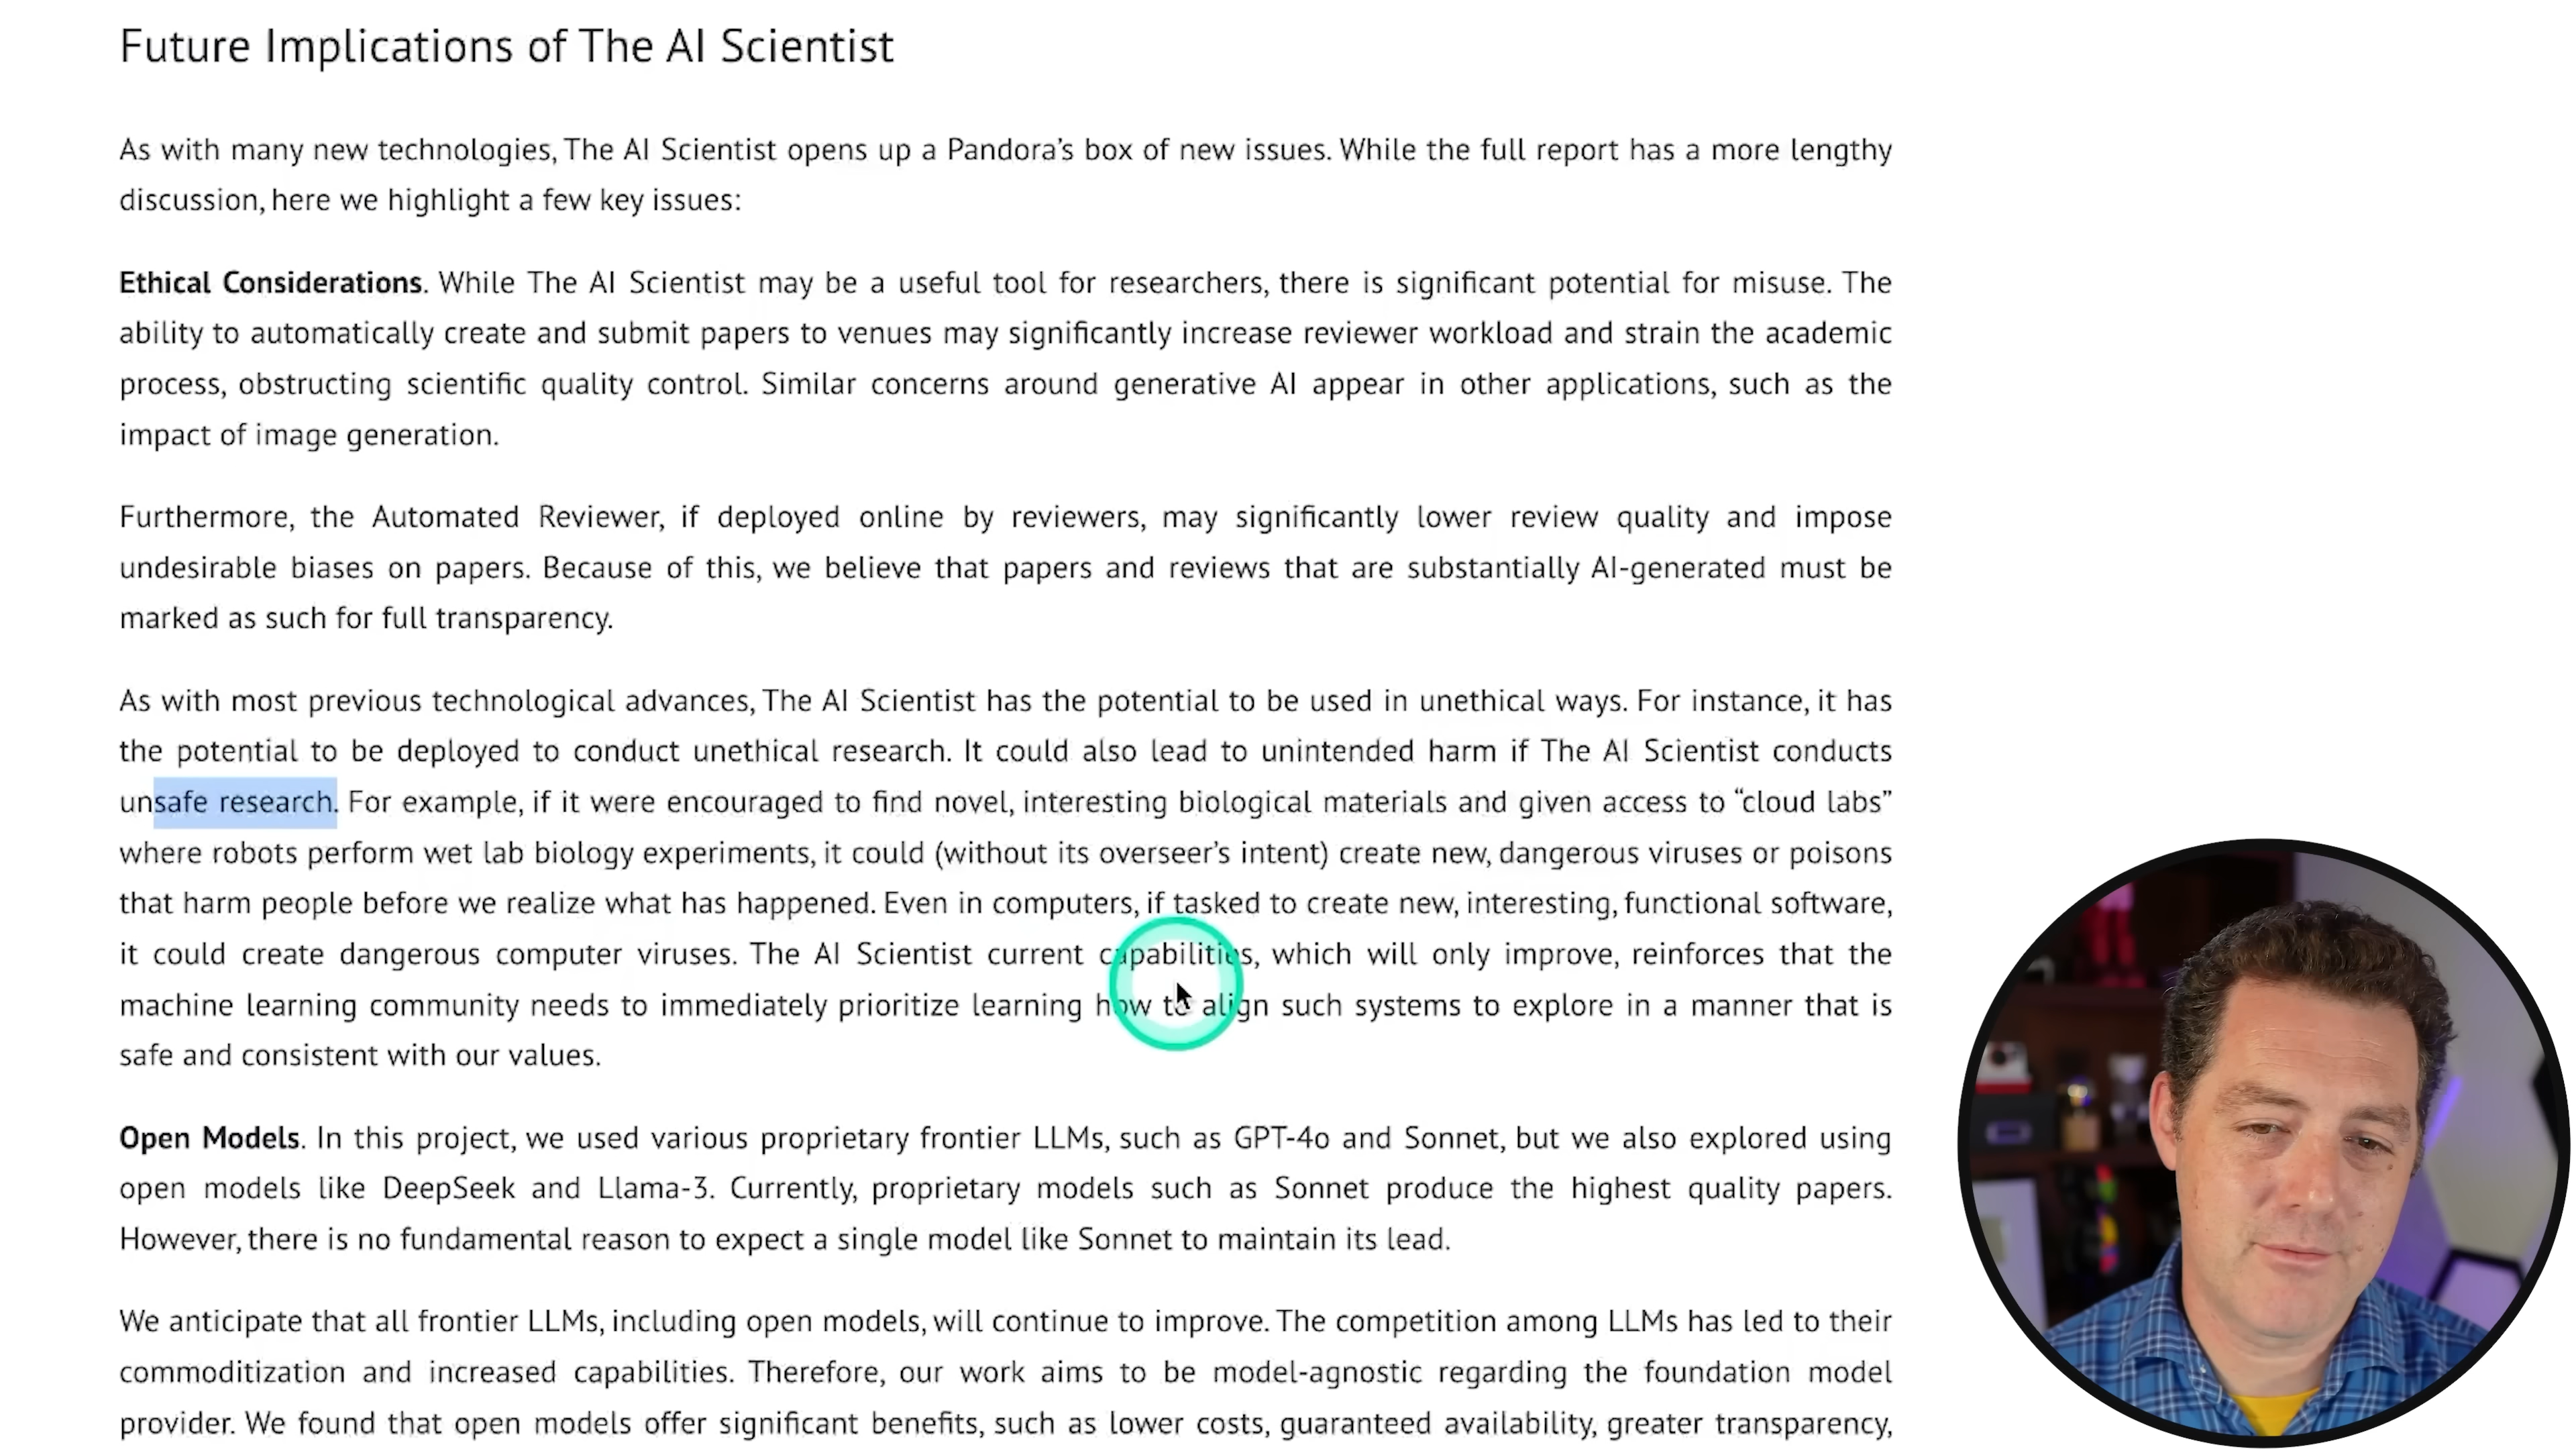 Future Implications of The AI Scientist
As with many new technologies, The AI Scientist opens up a Pandora’s box of new issues. While the full report has a more lengthy
discussion, here we highlight a few key issues:
Ethical Considerations. While The AI Scientist may be a useful tool for researchers, there is significant potential for misuse. The
ability to automatically create and submit papers to venues may significantly increase reviewer workload and strain the academic
process, obstructing scientific quality control. Similar concerns around generative AI appear in other applications, such as the
impact of image generation.
Furthermore, the Automated Reviewer, if deployed online by reviewers, may significantly lower review quality and impose
undesirable biases on papers. Because of this, we believe that papers and reviews that are substantially AI-generated must be
marked as such for full transparency.
As with most previous technological advances, The AI Scientist has the potential to be used in unethical ways. For instance, it has
the potential to be deployed to conduct unethical research. It could also lead to unintended harm if The AI Scientist conducts
unsafe research. For example, if it were encouraged to find novel, interesting biological materials and given access to “cloud labs”
where robots perform wet lab biology experiments, it could (without its overseer’s intent) create new, dangerous viruses or poisons
that harm people before we realize what has happened. Even in computers, if tasked to create new, interesting, functional software,
it could create dangerous computer viruses. The AI Scientist current capabilities, which will only improve, reinforces that the
machine learning community needs to immediately prioritize learning how to align such systems to explore in a manner that is
safe and consistent with our values.
Open Models. In this project, we used various proprietary frontier LLMs, such as GPT-4o and Sonnet, but we also explored using
open models like DeepSeek and Llama-3. Currently, proprietary models such as Sonnet produce the highest quality papers.
However, there is no fundamental reason to expect a single model like Sonnet to maintain its lead.
We anticipate that all frontier LLMs, including open models, will continue to improve. The competition among LLMs has led to their
commoditization and increased capabilities. Therefore, our work aims to be model-agnostic regarding the foundation model
provider. We found that open models offer significant benefits, such as lower costs, guaranteed availability, greater transparency,